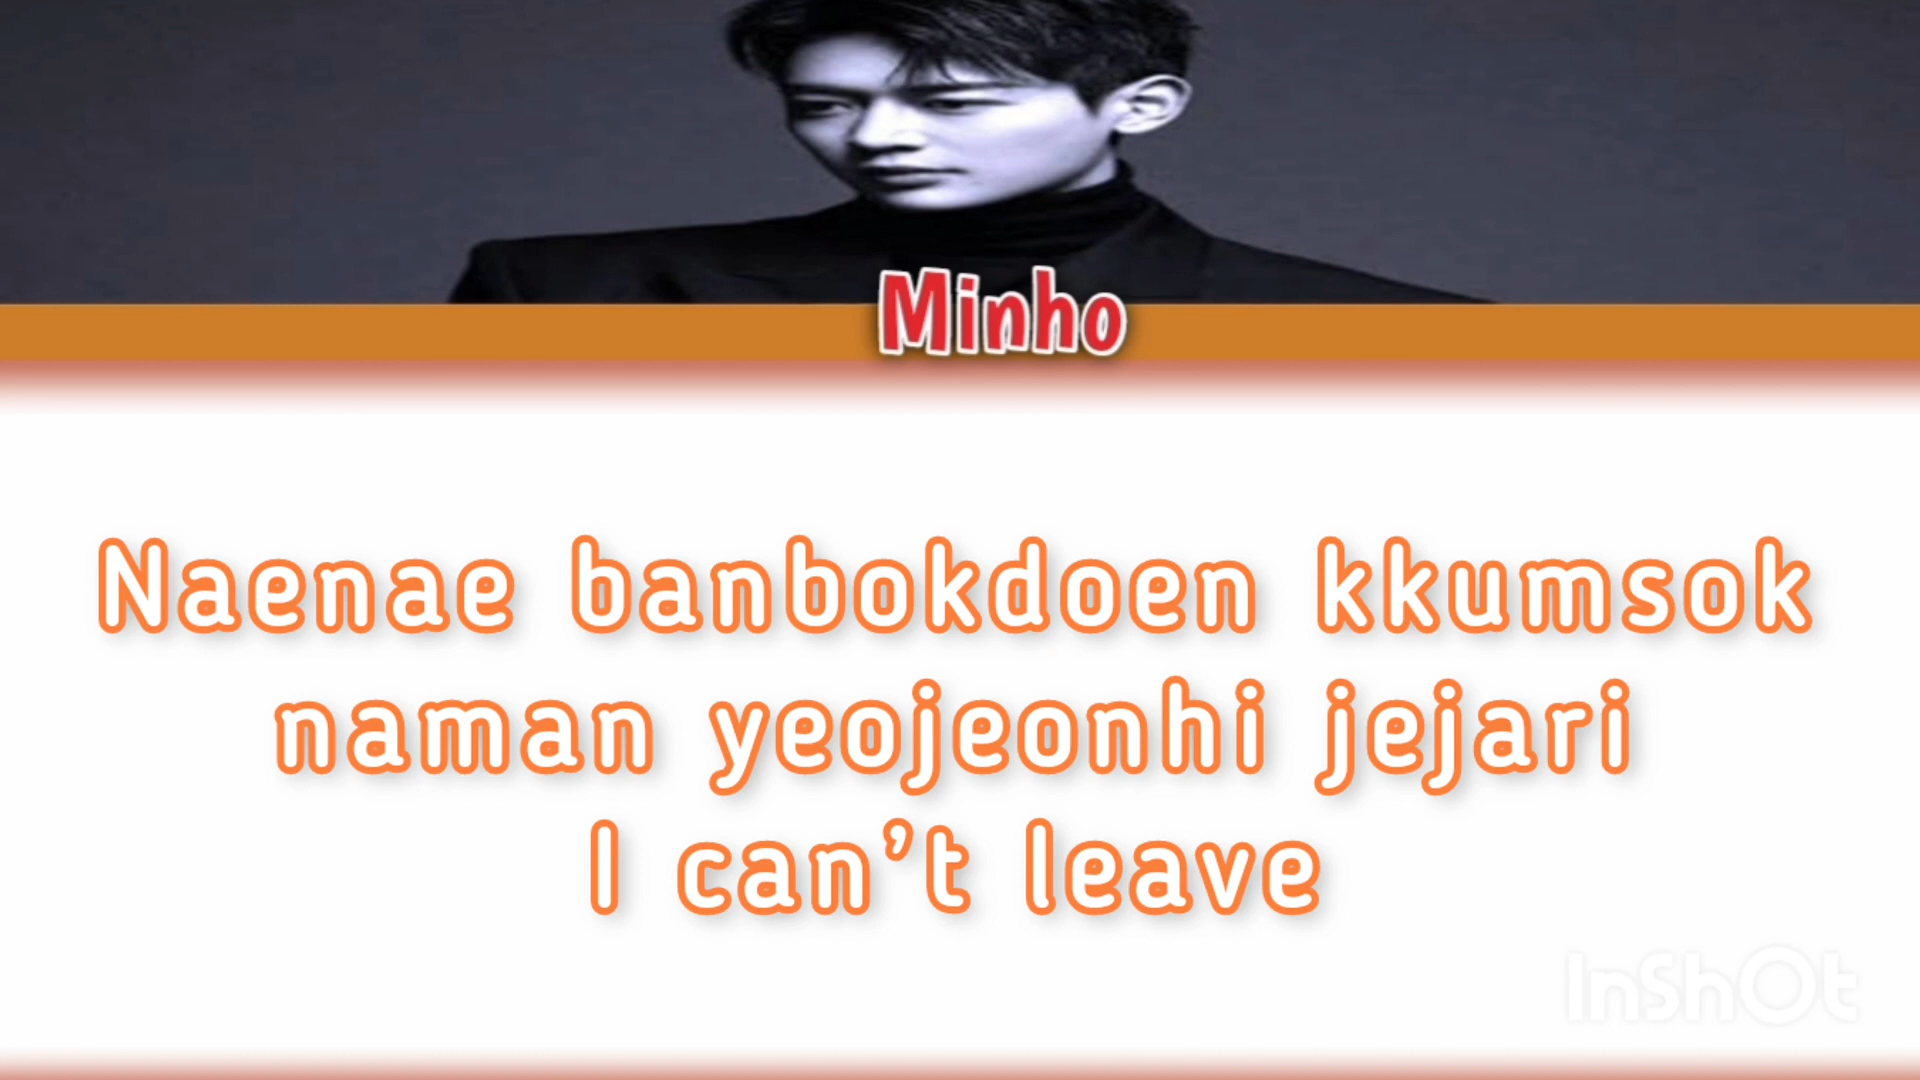 Minho
Naenae banbokdoen kkumsok
naman yeojeonhi jejari
I can’t leave
InShOt